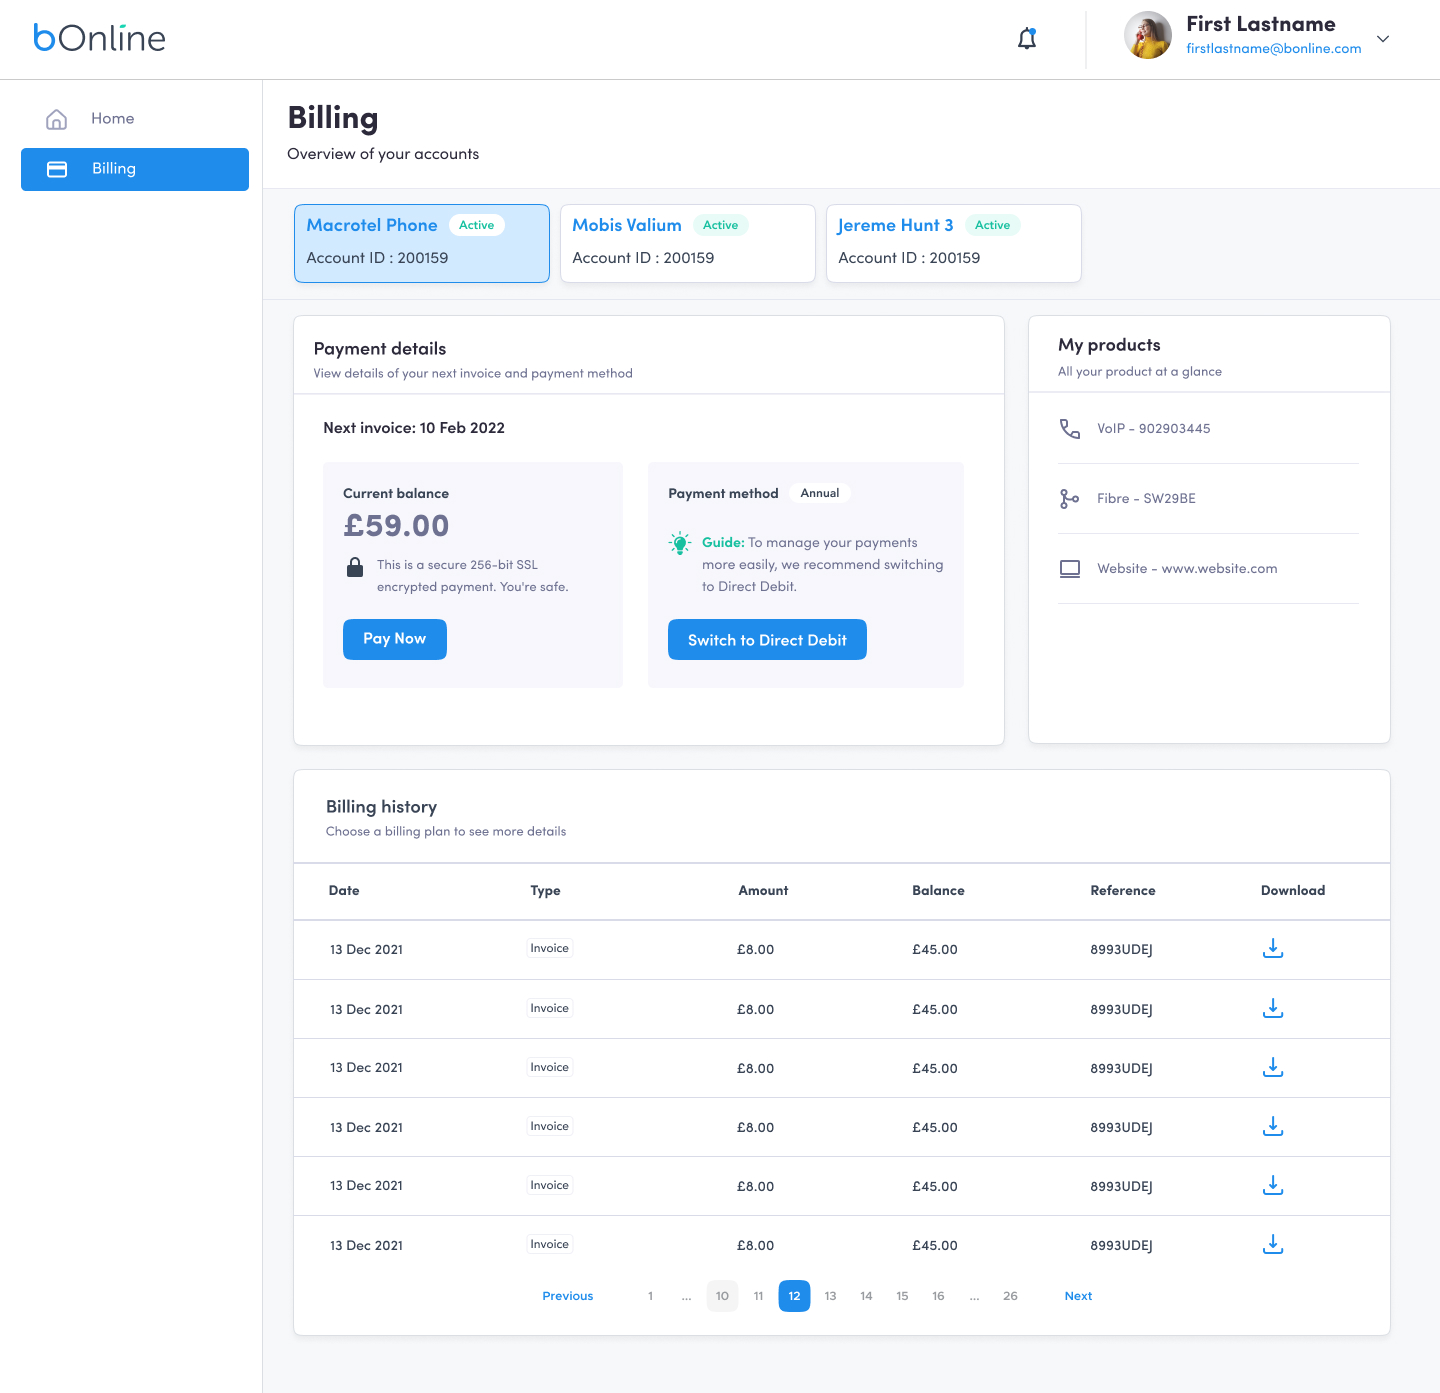 bOnline
First Lastname
firstlastname@bonline.com
Home
Billing
Billing
Overview of your accounts
Macrotel Phone Active
Account ID : 200159
Mobis Valium Active
Account ID : 200159
Jereme Hunt 3 Active
Account ID : 200159
Payment details
View details of your next invoice and payment method
Next invoice: 10 Feb 2022
Current balance
£59.00
This is a secure 256-bit SSL
encrypted payment. You're safe.
Pay Now
Payment method Annual
Guide: To manage your payments
more easily, we recommend switching
to Direct Debit.
Switch to Direct Debit
My products
All your product at a glance
VoIP - 902903445
Fibre - SW29BE
Website - www.website.com
Billing history
Choose a billing plan to see more details
Date Type Amount Balance Reference Download
13 Dec 2021 Invoice £8.00 £45.00 8993UDEJ
13 Dec 2021 Invoice £8.00 £45.00 8993UDEJ
13 Dec 2021 Invoice £8.00 £45.00 8993UDEJ
13 Dec 2021 Invoice £8.00 £45.00 8993UDEJ
13 Dec 2021 Invoice £8.00 £45.00 8993UDEJ
13 Dec 2021 Invoice £8.00 £45.00 8993UDEJ
Previous 1 ... 10 11 12 13 14 15 16 ... 26 Next